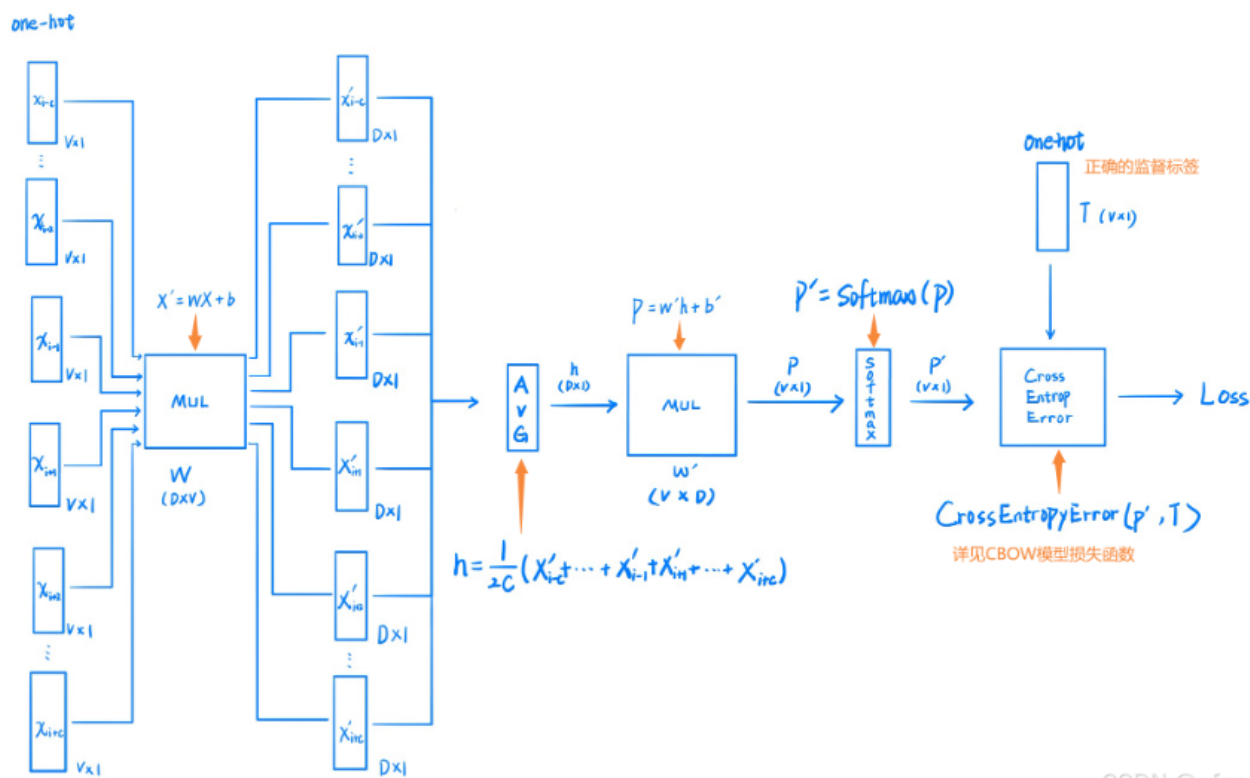 one-hot
x_{i-c}
V×1
⋮
x_{i-2}
V×1
x_{i-1}
V×1
x_{i+1}
V×1
x_{i+2}
V×1
⋮
x_{i+c}
V×1
X'=WX+b
MUL
W
(D×V)
x'_{i-c}
D×1
⋮
x'_{i-2}
D×1
x'_{i-1}
D×1
X'_{i+1}
D×1
X'_{i+2}
D×1
⋮
X'_{i+c}
D×1
AVG
h=\frac{1}{2C}(X'_{i-c}+⋯+X'_{i-1}+X'_{i+1}+⋯+X'_{i+c})
h
(D×1)
P=W'h+b'
MUL
W'
(V×D)
P
(V×1)
P'=Softmax(P)
Softmax
P'
(V×1)
one-hot
正确的监督标签
T (V×1)
Cross
Entrop
Error
Loss
CrossEntropyError(P',T)
详见CBOW模型损失函数